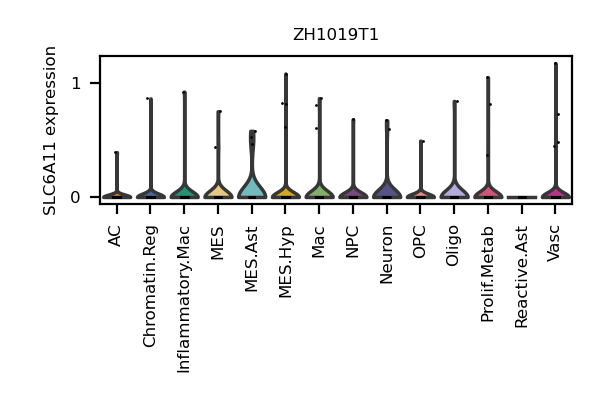 ZH1019T1
SLC6A11 expression
1
0
AC
Chromatin.Reg
Inflammatory.Mac
MES
MES.Ast
MES.Hyp
Mac
NPC
Neuron
OPC
Oligo
Prolif.Metab
Reactive.Ast
Vasc